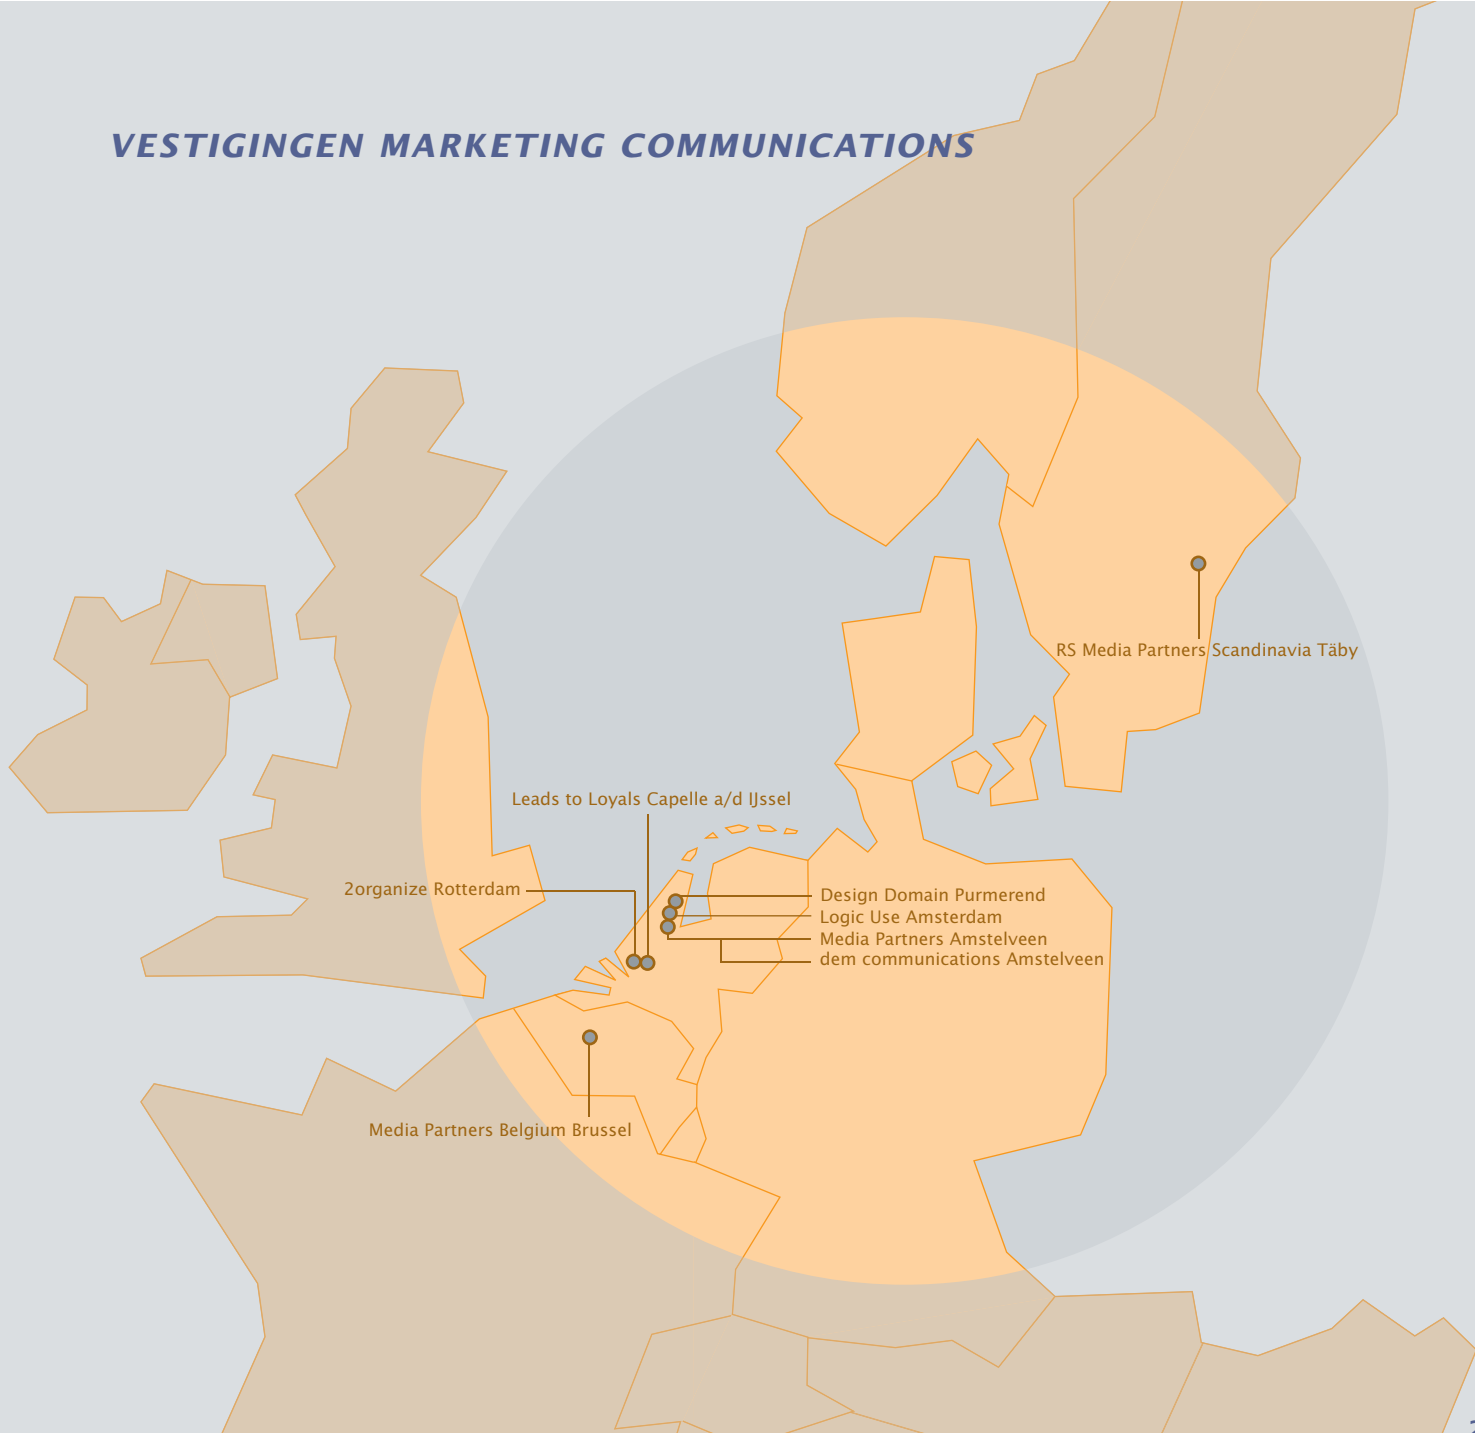 VESTIGINGEN MARKETING COMMUNICATIONS
RS Media Partners Scandinavia Täby
Leads to Loyals Capelle a/d IJssel
2organize Rotterdam
Design Domain Purmerend
Logic Use Amsterdam
Media Partners Amstelveen
dem communications Amstelveen
Media Partners Belgium Brussel